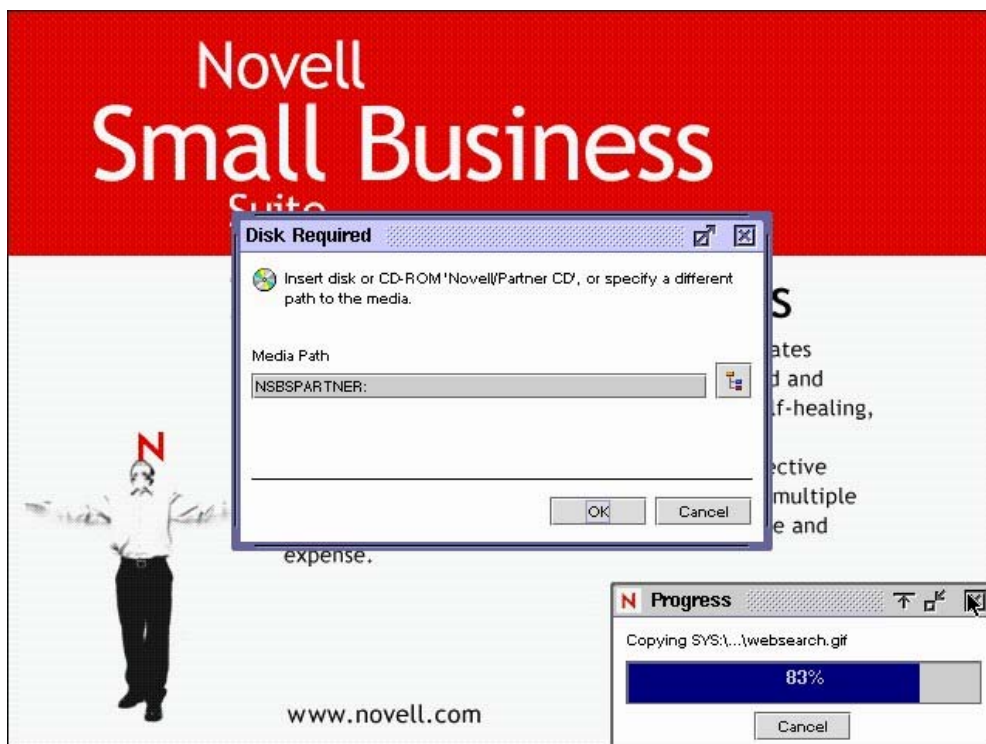 Novell
Small Business
Suite
Disk Required
Insert disk or CD-ROM 'Novell/Partner CD', or specify a different
path to the media.
Media Path
NSBSPARTNER:
OK
Cancel
s
ates
d and
lf-healing,
ective
multiple
e and
expense.
N
www.novell.com
N Progress
Copying SYS:\...\websearch.gif
83%
Cancel